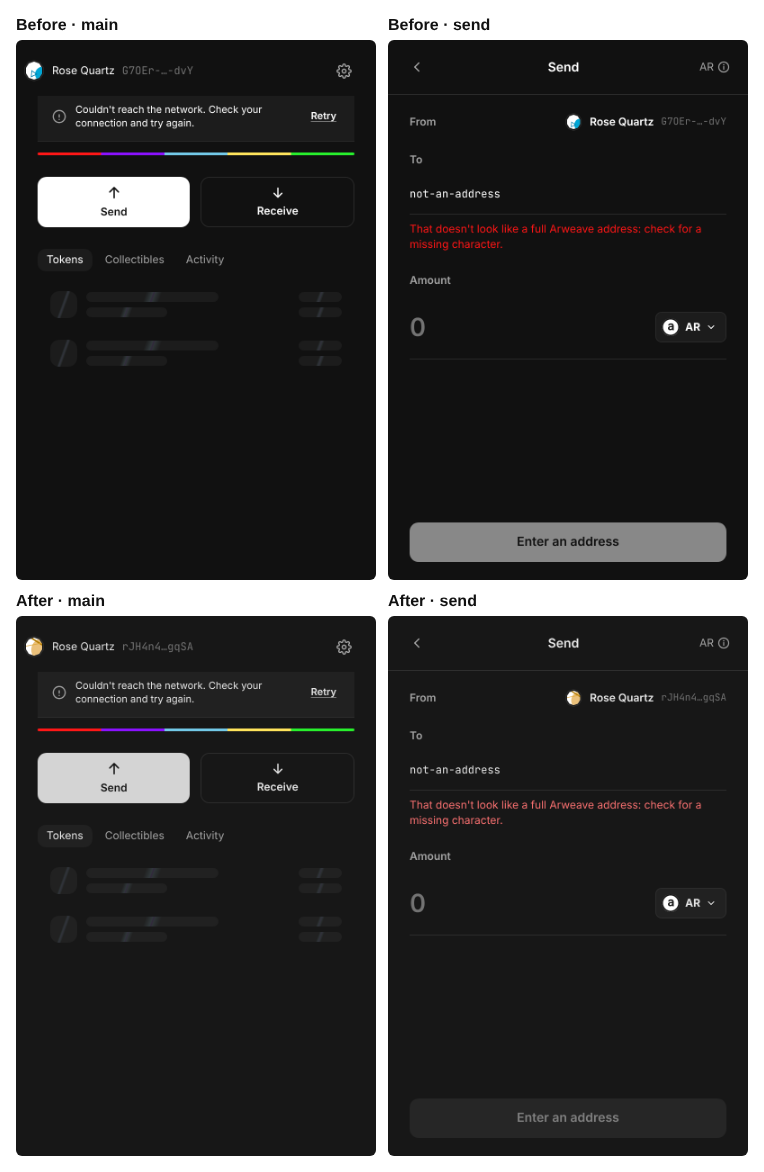 Before · main
Rose Quartz G7OEr-…-dvY
Couldn't reach the network. Check your
connection and try again.
Retry
Send
Receive
Tokens Collectibles Activity
Before · send
Send
AR
From
Rose Quartz G7OEr-…-dvY
To
not-an-address
That doesn't look like a full Arweave address: check for a
missing character.
Amount
0
a AR
Enter an address
After · main
Rose Quartz rJH4n4…gqSA
Couldn't reach the network. Check your
connection and try again.
Retry
Send
Receive
Tokens Collectibles Activity
After · send
Send
AR
From
Rose Quartz rJH4n4…gqSA
To
not-an-address
That doesn't look like a full Arweave address: check for a
missing character.
Amount
0
a AR
Enter an address